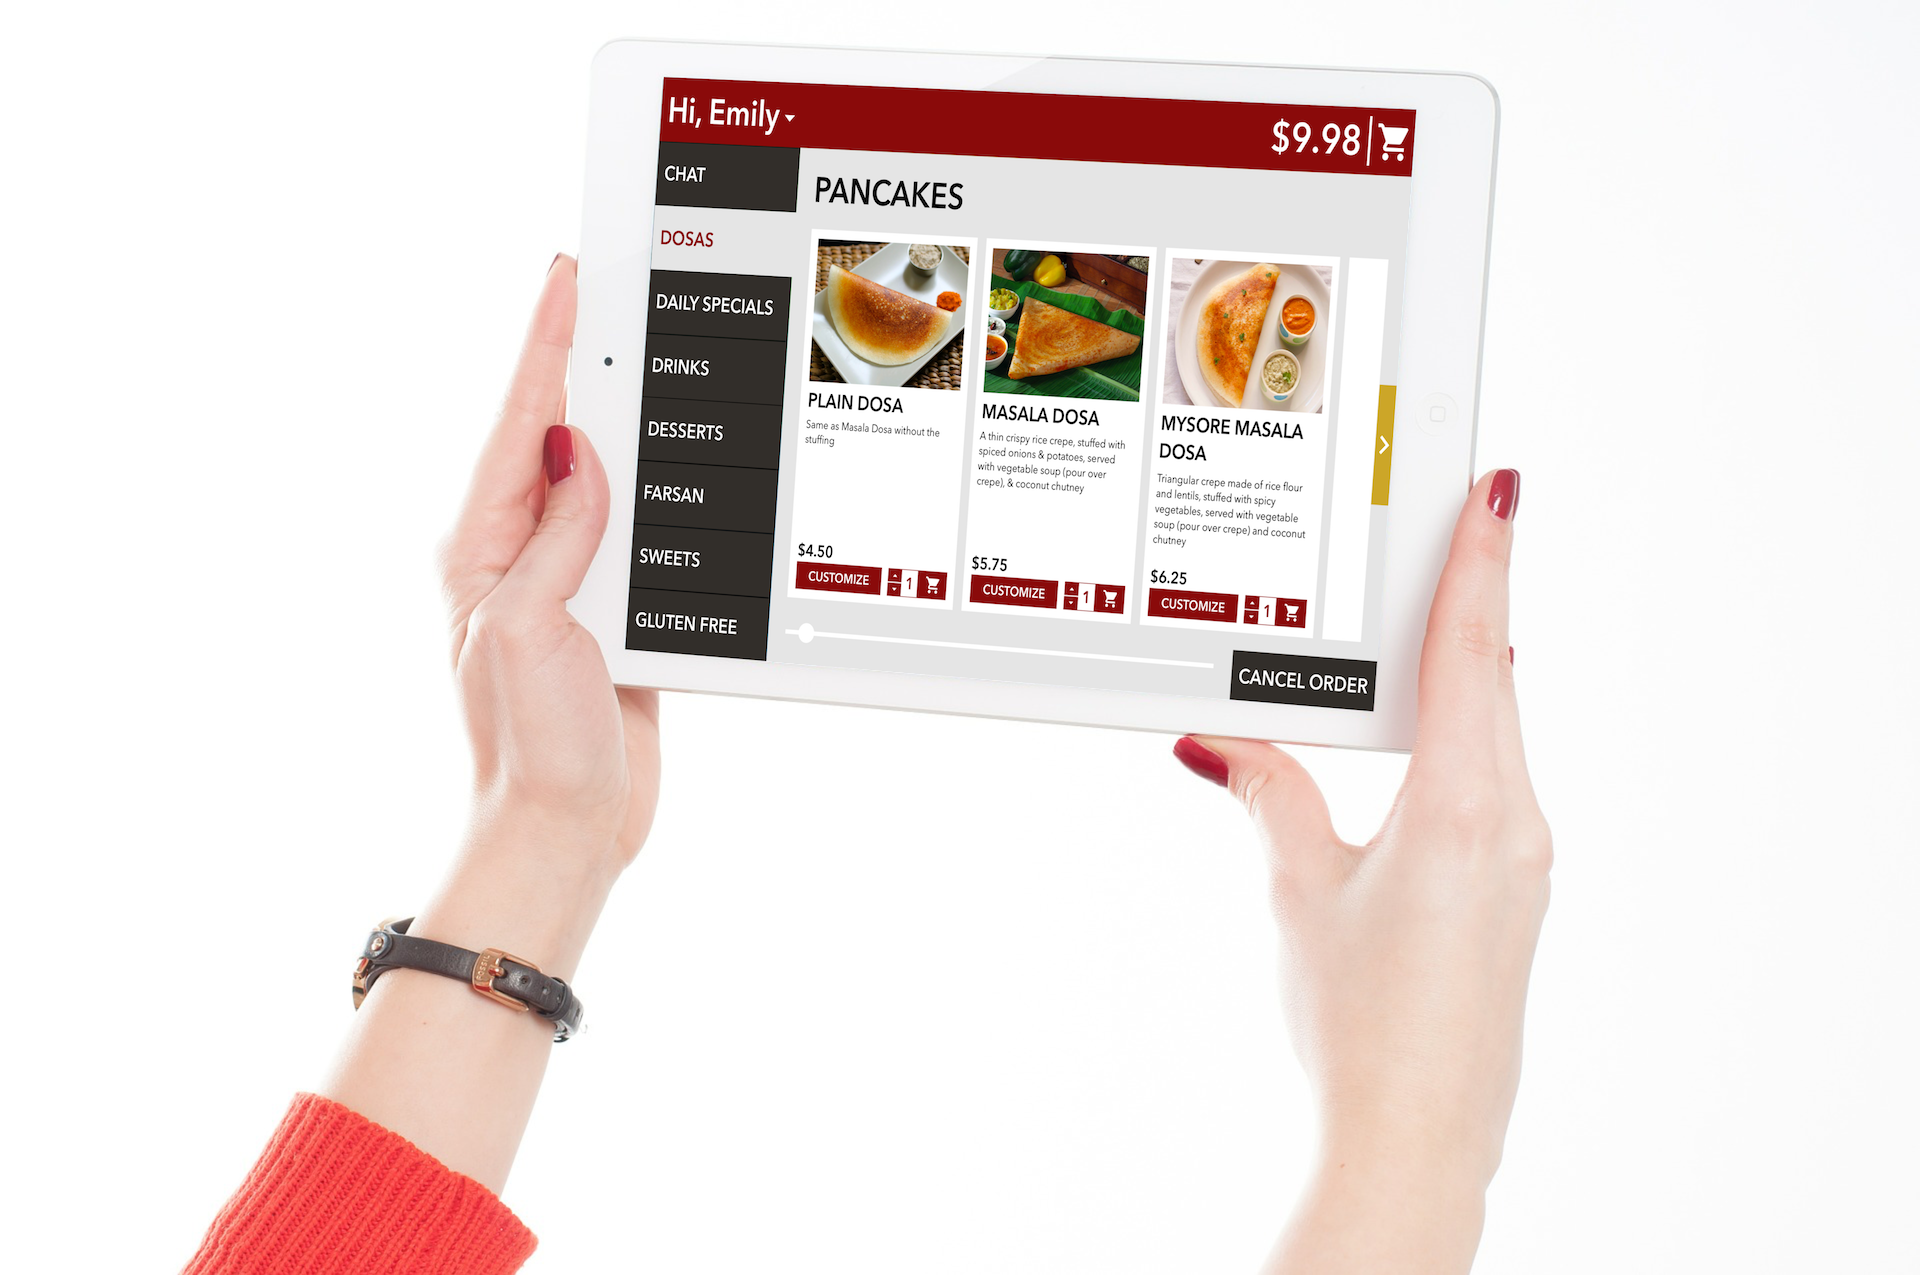 Hi, Emily
$9.98
CHAT
DOSAS
DAILY SPECIALS
DRINKS
DESSERTS
FARSAN
SWEETS
GLUTEN FREE
PANCAKES
PLAIN DOSA
Same as Masala Dosa without the
stuffing
$4.50
CUSTOMIZE
1
MASALA DOSA
A thin crispy rice crepe, stuffed with
spiced onions & potatoes, served
with vegetable soup (pour over
crepe), & coconut chutney
$5.75
CUSTOMIZE
1
MYSORE MASALA
DOSA
Triangular crepe made of rice flour
and lentils, stuffed with spicy
vegetables, served with vegetable
soup (pour over crepe) and coconut
chutney
$6.25
CUSTOMIZE
1
CANCEL ORDER
FOSSIL